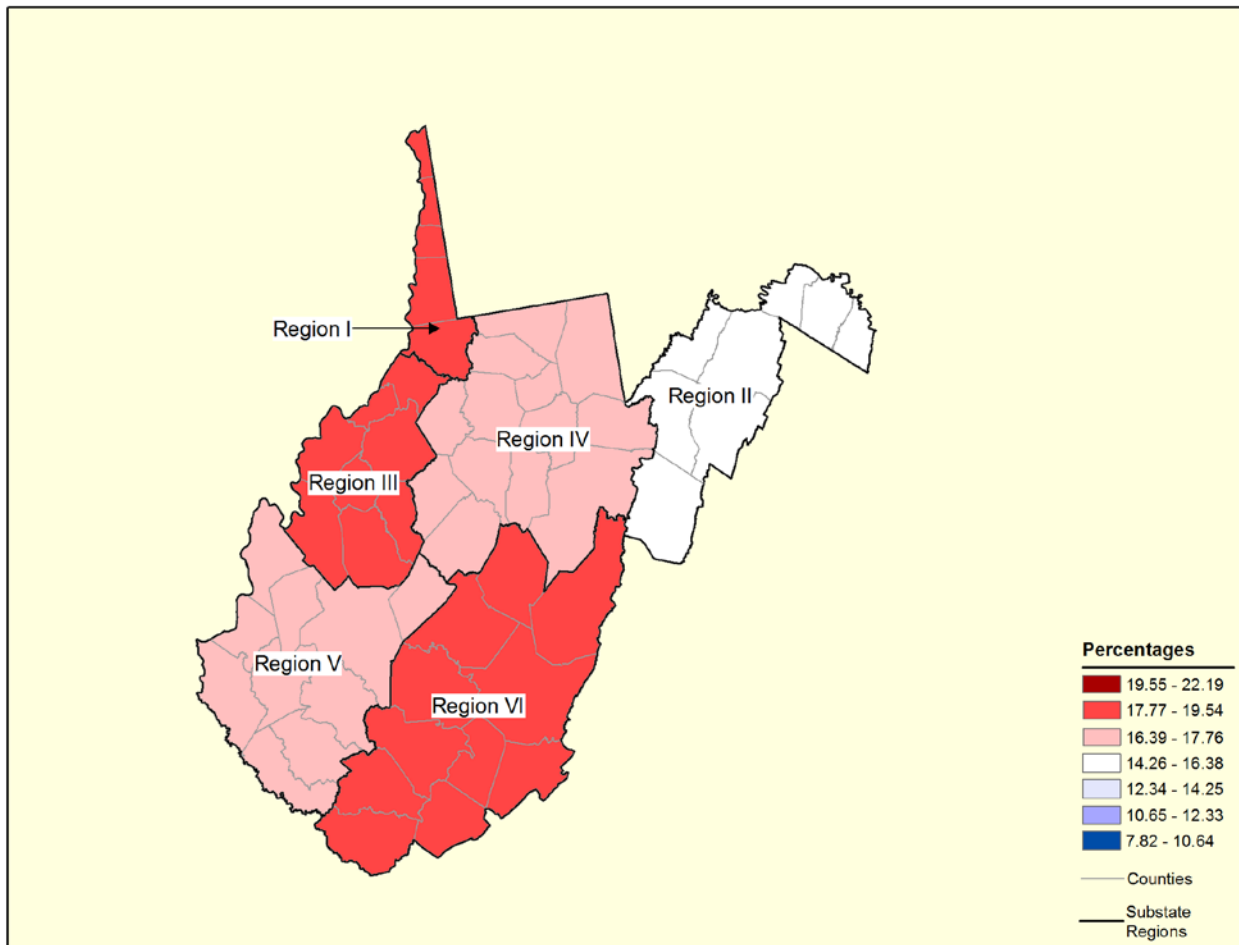 Region I
Region II
Region IV
Region III
Region V
Region VI
Percentages
19.55 - 22.19
17.77 - 19.54
16.39 - 17.76
14.26 - 16.38
12.34 - 14.25
10.65 - 12.33
7.82 - 10.64
Counties
Substate
Regions